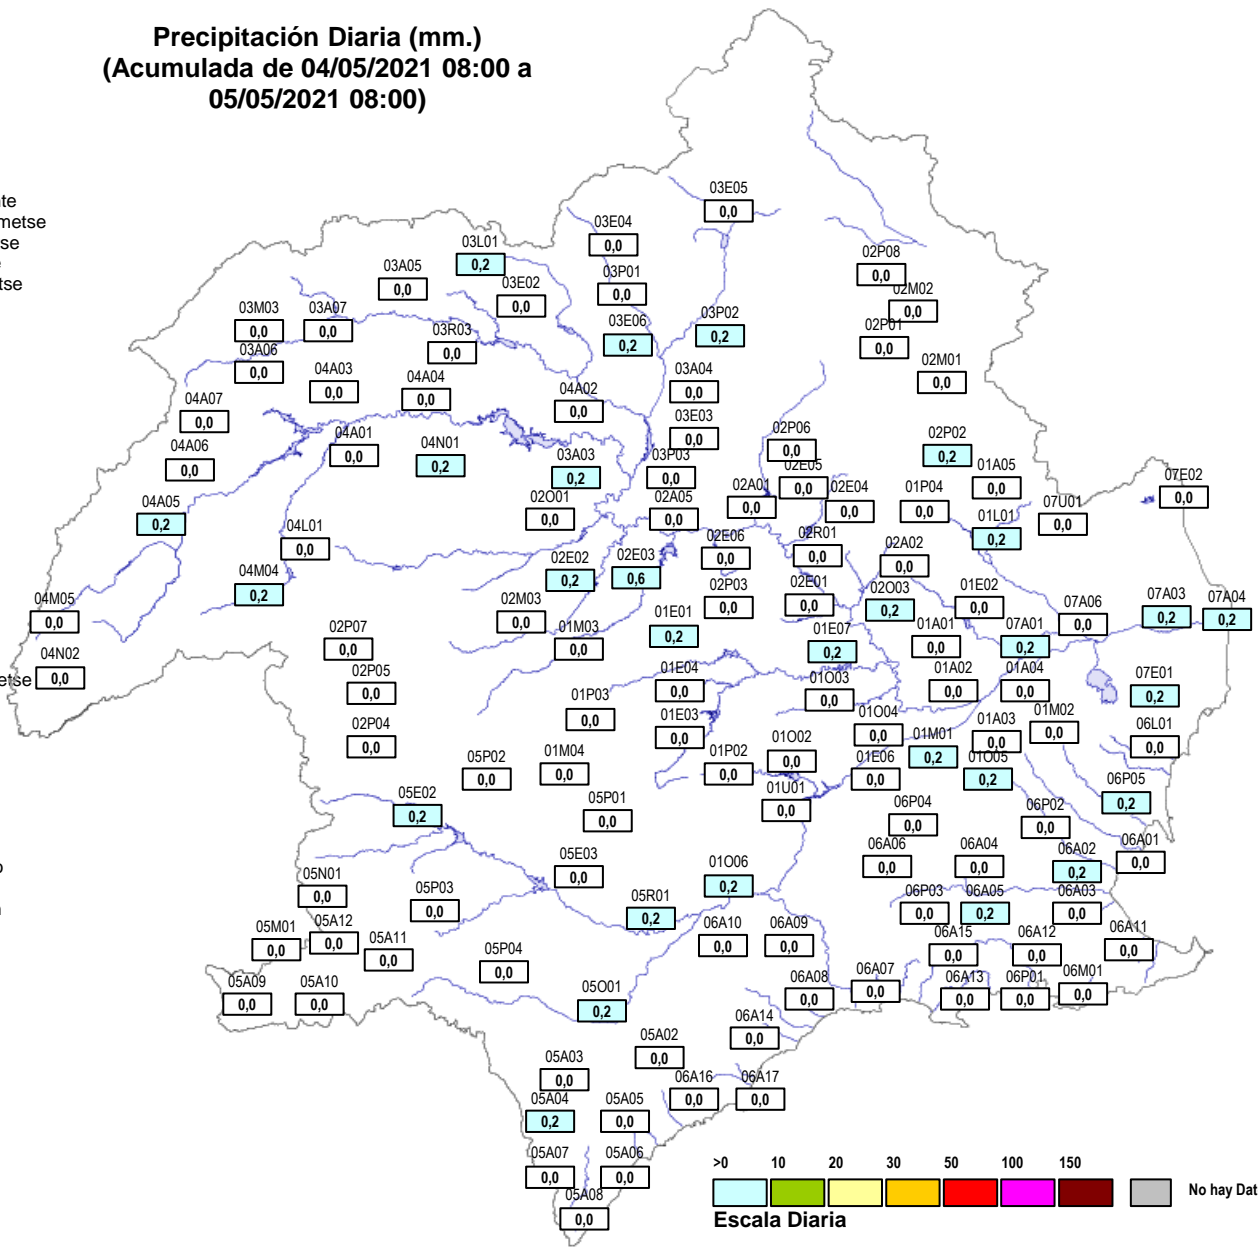 Precipitación Diaria (mm.)
(Acumulada de 04/05/2021 08:00 a
05/05/2021 08:00)
03E05
0,0
te
metse
se
tse
03E04
0,0
03L01
0,2
02P08
0,0
03A05
0,0
03P01
0,0
03E02
0,0
02M02
0,0
03M03
0,0
03A07
0,0
03P02
0,2
03E06
0,2
03R03
0,0
02P01
0,0
03A06
0,0
02M01
0,0
04A03
0,0
04A04
0,0
03A04
0,0
04A02
0,0
04A07
0,0
03E03
0,0
02P06
0,0
04A01
0,0
02P02
0,2
04A06
0,0
04N01
0,2
03A03
0,2
03P03
0,0
02E05
0,0
01A05
0,0
07E02
0,0
02A01
0,0
02E04
0,0
01P04
0,0
04A05
0,2
02O01
0,0
02A05
0,0
07U01
0,0
01L01
0,2
04L01
0,0
02E06
0,0
02R01
0,0
02A02
0,0
02E02
0,2
02E03
0,6
04M04
0,2
02P03
0,0
02E01
0,0
02O03
0,2
01E02
0,0
07A03
0,2
07A04
0,2
04M05
0,0
02M03
0,0
01E01
0,2
07A06
0,0
02P07
0,0
01M03
0,0
01E07
0,2
01A01
0,0
07A01
0,2
04N02
0,0
etse
02P05
0,0
01E04
0,0
01O03
0,0
01A02
0,0
01A04
0,0
07E01
0,2
01P03
0,0
01E03
0,0
01O04
0,0
01A03
0,0
01M02
0,0
06L01
0,0
02P04
0,0
01M01
0,2
05P02
0,0
01M04
0,0
01P02
0,0
01O02
0,0
01E06
0,0
01O05
0,2
05E02
0,2
05P01
0,0
01U01
0,0
06P04
0,0
06P02
0,0
06P05
0,2
05E03
0,0
01O06
0,2
06A06
0,0
06A04
0,0
06A02
0,2
06A01
0,0
05N01
0,0
05P03
0,0
05R01
0,2
06P03
0,0
06A05
0,2
06A03
0,0
05M01
0,0
05A12
0,0
05A11
0,0
05P04
0,0
06A10
0,0
06A09
0,0
06A15
0,0
06A12
0,0
06A11
0,0
05A09
0,0
05A10
0,0
05O01
0,2
06A08
0,0
06A07
0,0
06A13
0,0
06P01
0,0
06M01
0,0
06A14
0,0
05A02
0,0
05A03
0,0
06A16
0,0
06A17
0,0
05A04
0,2
05A05
0,0
05A07
0,0
05A06
0,0
05A08
0,0
>0 10 20 30 50 100 150
No hay Dat
Escala Diaria